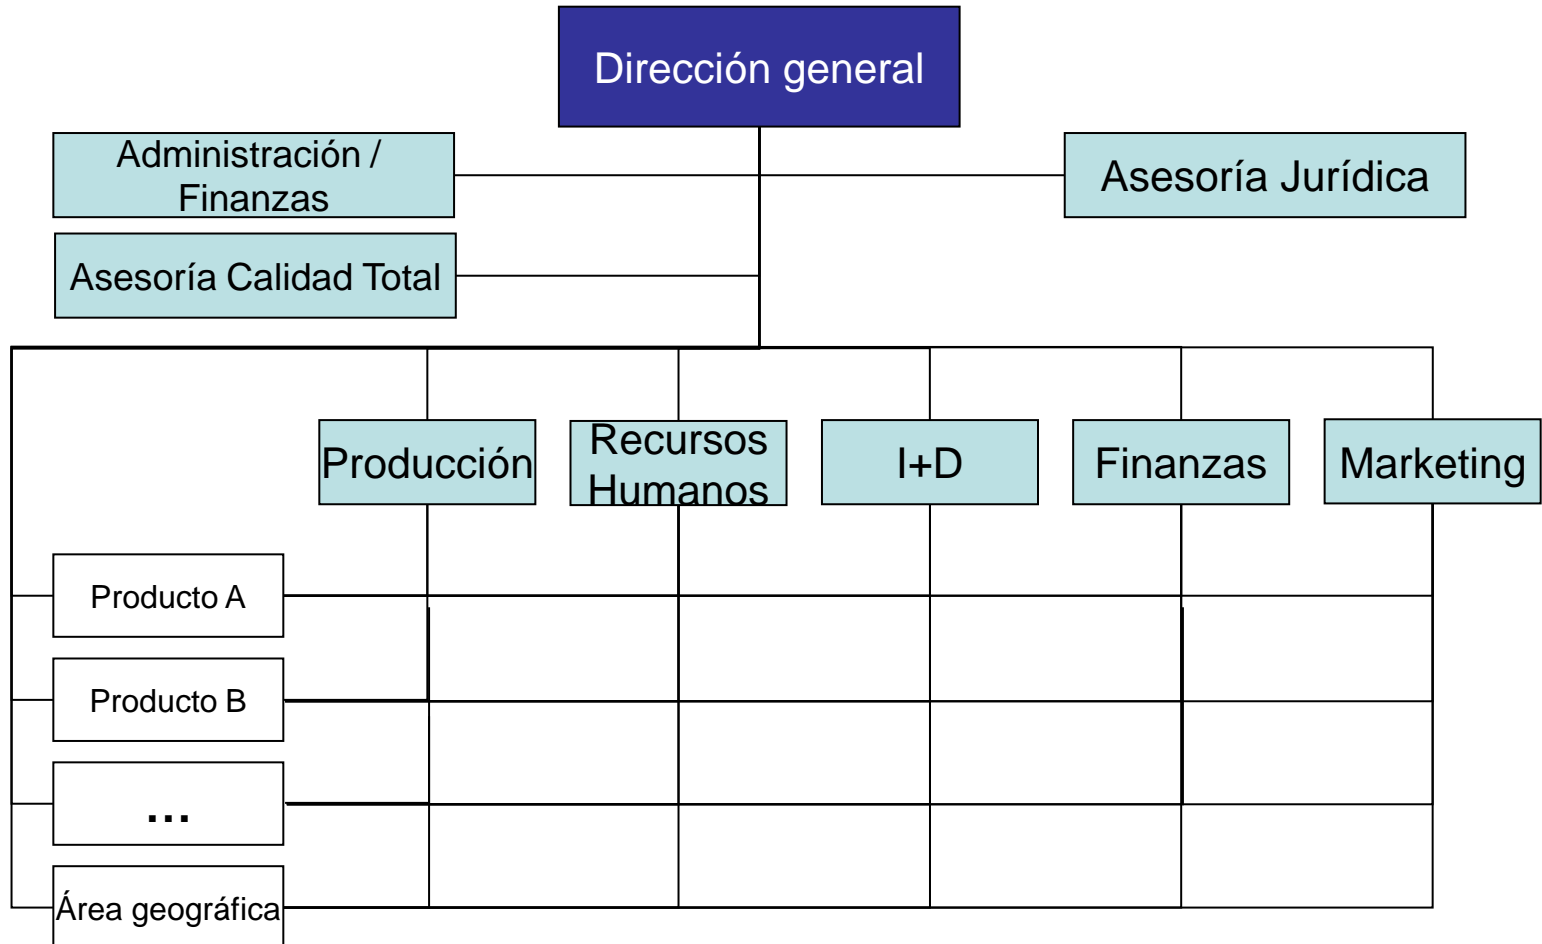 Dirección general
Administración /
Finanzas
Asesoría Jurídica
Asesoría Calidad Total
Producción
Recursos
Humanos
I+D
Finanzas
Marketing
Producto A
Producto B
...
Área geográfica